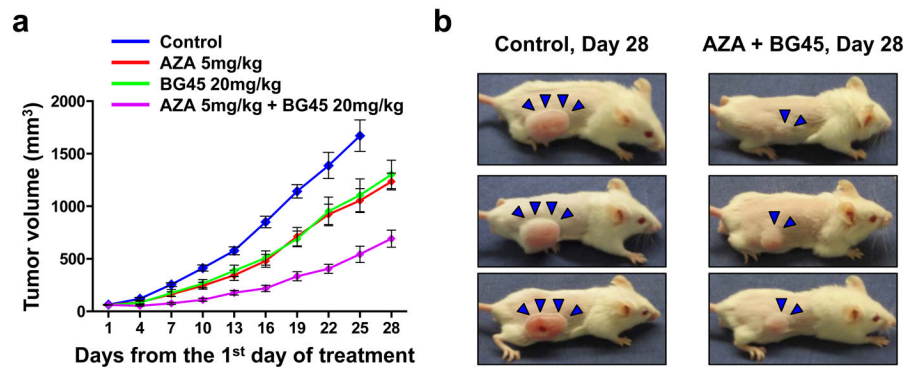 a
Control
AZA 5mg/kg
BG45 20mg/kg
AZA 5mg/kg + BG45 20mg/kg
Tumor volume (mm³)
2000
1500
1000
500
0
1 4 7 10 13 16 19 22 25 28
Days from the 1st day of treatment
b
Control, Day 28
AZA + BG45, Day 28